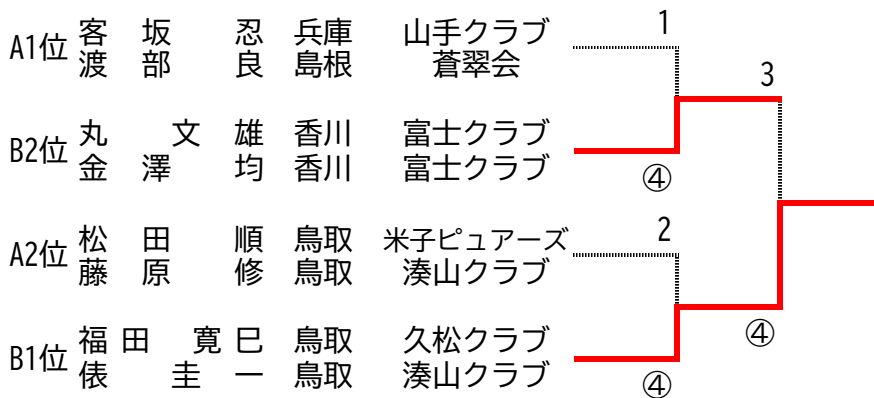 A1位 客坂 忍 兵庫 山手クラブ 1
渡部 良 島根 蒼翠会
3
B2位 丸 文雄 香川 富士クラブ
金澤 均 香川 富士クラブ
④
A2位 松田 順 鳥取 米子ピュアーズ 2
藤原 修 鳥取 湊山クラブ
④
B1位 福田 寛巳 鳥取 久松クラブ
俵 圭一 鳥取 湊山クラブ
④